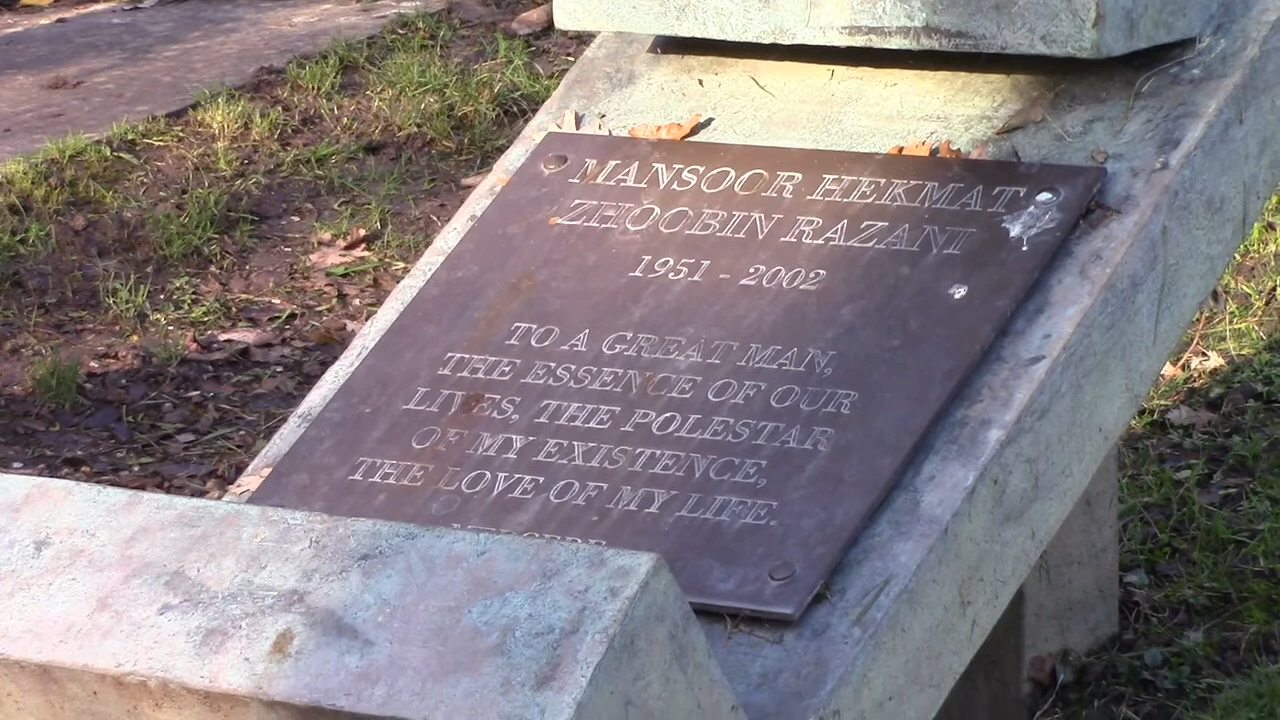 MANSOOR HEKMAT
ZHOOBIN RAZANI
1951 - 2002
TO A GREAT MAN,
THE ESSENCE OF OUR
LIVES, THE POLESTAR
OF MY EXISTENCE,
THE LOVE OF MY LIFE.